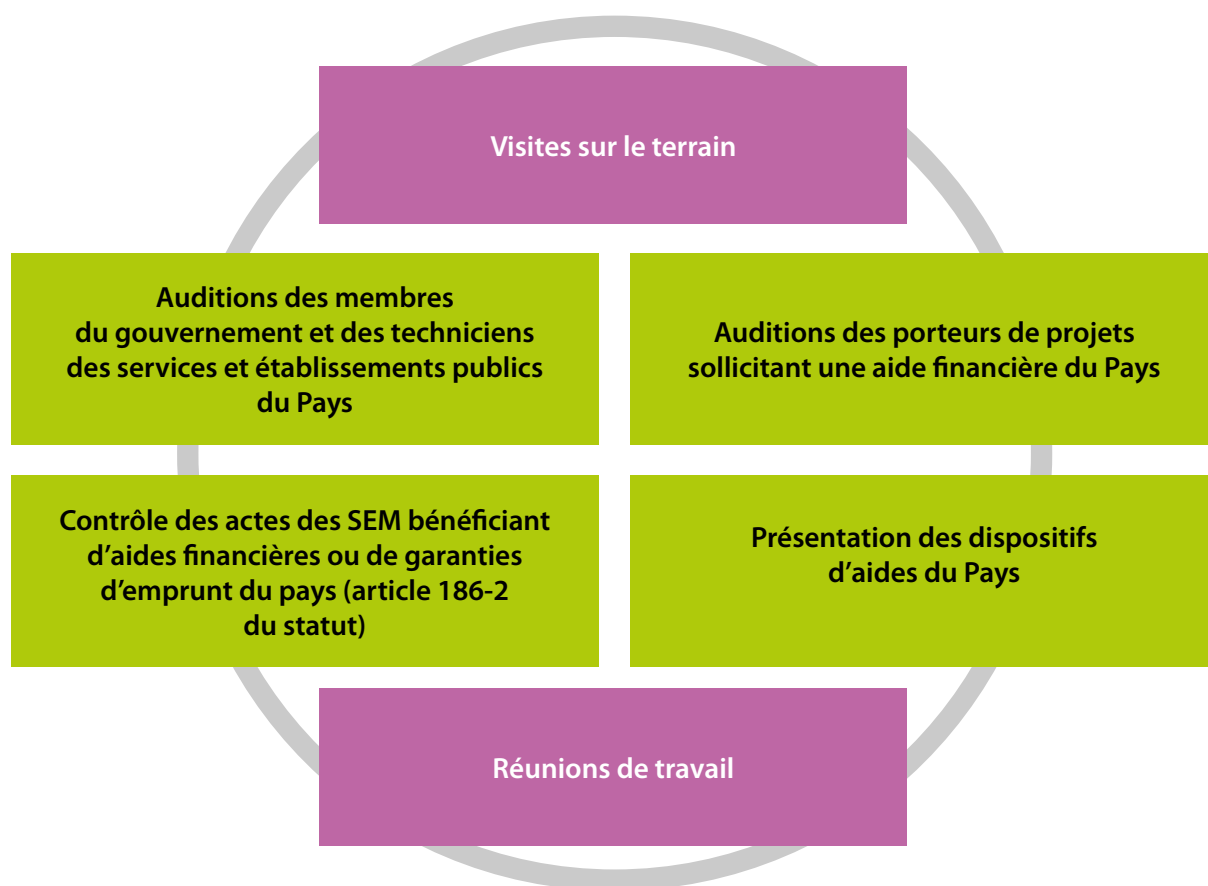 Visites sur le terrain
Auditions des membres
du gouvernement et des techniciens
des services et établissements publics
du Pays
Auditions des porteurs de projets
sollicitant une aide financière du Pays
Contrôle des actes des SEM bénéficiant
d'aides financières ou de garanties
d'emprunt du pays (article 186-2
du statut)
Présentation des dispositifs
d'aides du Pays
Réunions de travail